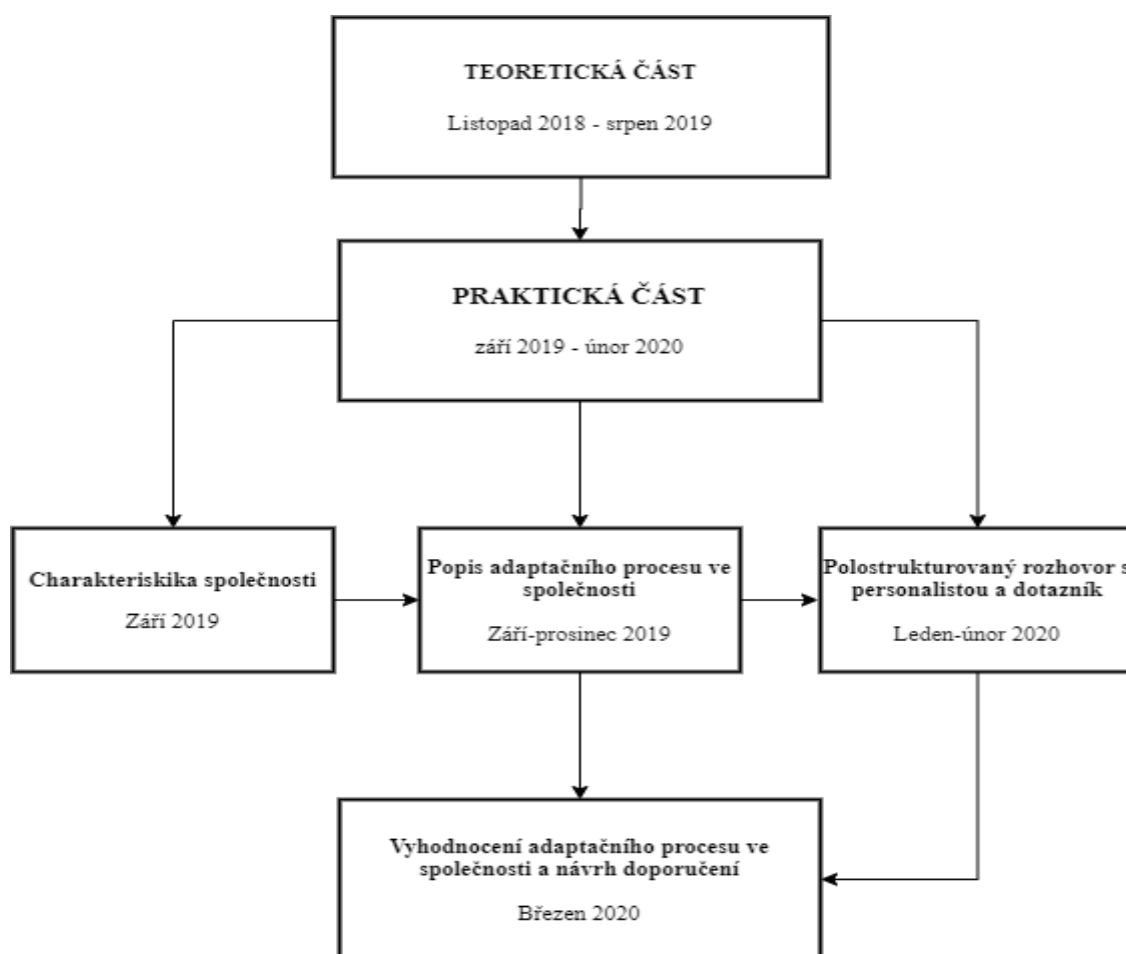 TEORETICKÁ ČÁST
Listopad 2018 - srpen 2019
PRAKTICKÁ ČÁST
září 2019 - únor 2020
Charakteriskika společnosti
Září 2019
Popis adaptačního procesu ve
společnosti
Září-prosinec 2019
Polostrukturovaný rozhovor s
personalistou a dotazník
Leden-únor 2020
Vyhodnocení adaptačního procesu ve
společnosti a návrh doporučení
Březen 2020